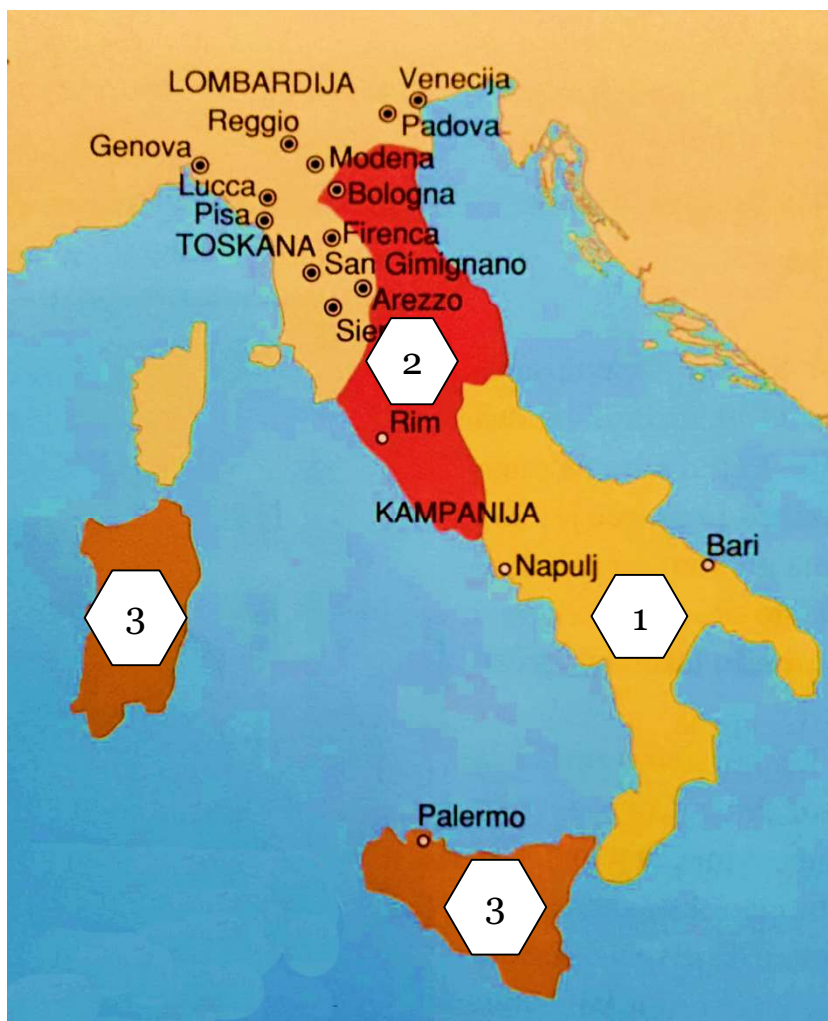 Venecija
LOMBARDIJA
Padova
Reggio
Genova
Modena
Lucca
Bologna
Pisa
Firenca
TOSKANA
San Gimignano
Arezzo
2
Rim
KAMPANIJA
Napulj
Bari
3
1
Palermo
3